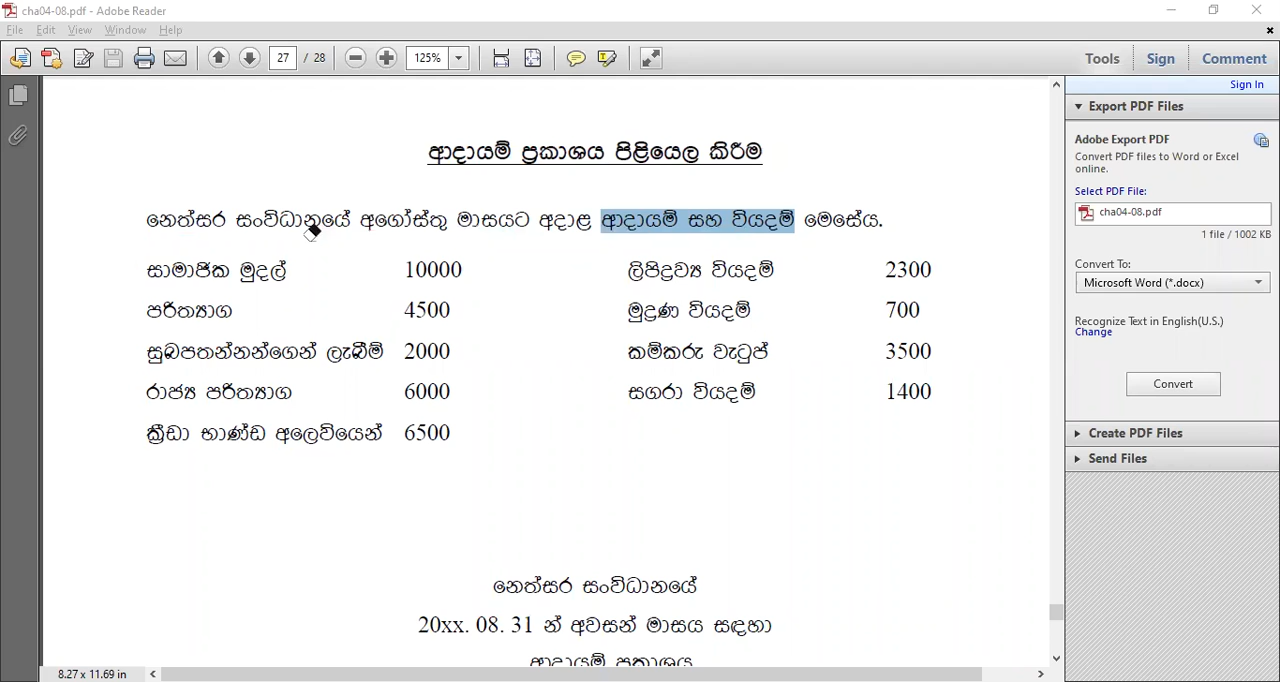 cha04-08.pdf - Adobe Reader
File Edit View Window Help
27 / 28 125% Tools Sign Comment
Sign In
Export PDF Files
Adobe Export PDF
Convert PDF files to Word or Excel
online.
Select PDF File:
cha04-08.pdf
1 file / 1002 KB
Convert To:
Microsoft Word (*.docx)
Recognize Text in English(U.S.)
Change
Convert
Create PDF Files
Send Files
ආදායම් ප්‍රකාශය පිළියෙල කිරීම
නෙත්සර සංවිධානයේ අගෝස්තු මාසයට අදාළ ආදායම් සහ වියදම් මෙසේය.
සාමාජික මුදල් 10000 ලිපිද්‍රව්‍ය වියදම් 2300
පරිත්‍යාග 4500 මුද්‍රණ වියදම් 700
සුබපතන්නන්ගෙන් ලැබීම් 2000 කම්කරු වැටුප් 3500
රාජ්‍ය පරිත්‍යාග 6000 සඟරා වියදම් 1400
ක්‍රීඩා භාණ්ඩ අලෙවියෙන් 6500
නෙත්සර සංවිධානයේ
20xx. 08. 31 න් අවසන් මාසය සඳහා
ආදායම් ප්‍රකාශය
8.27 x 11.69 in